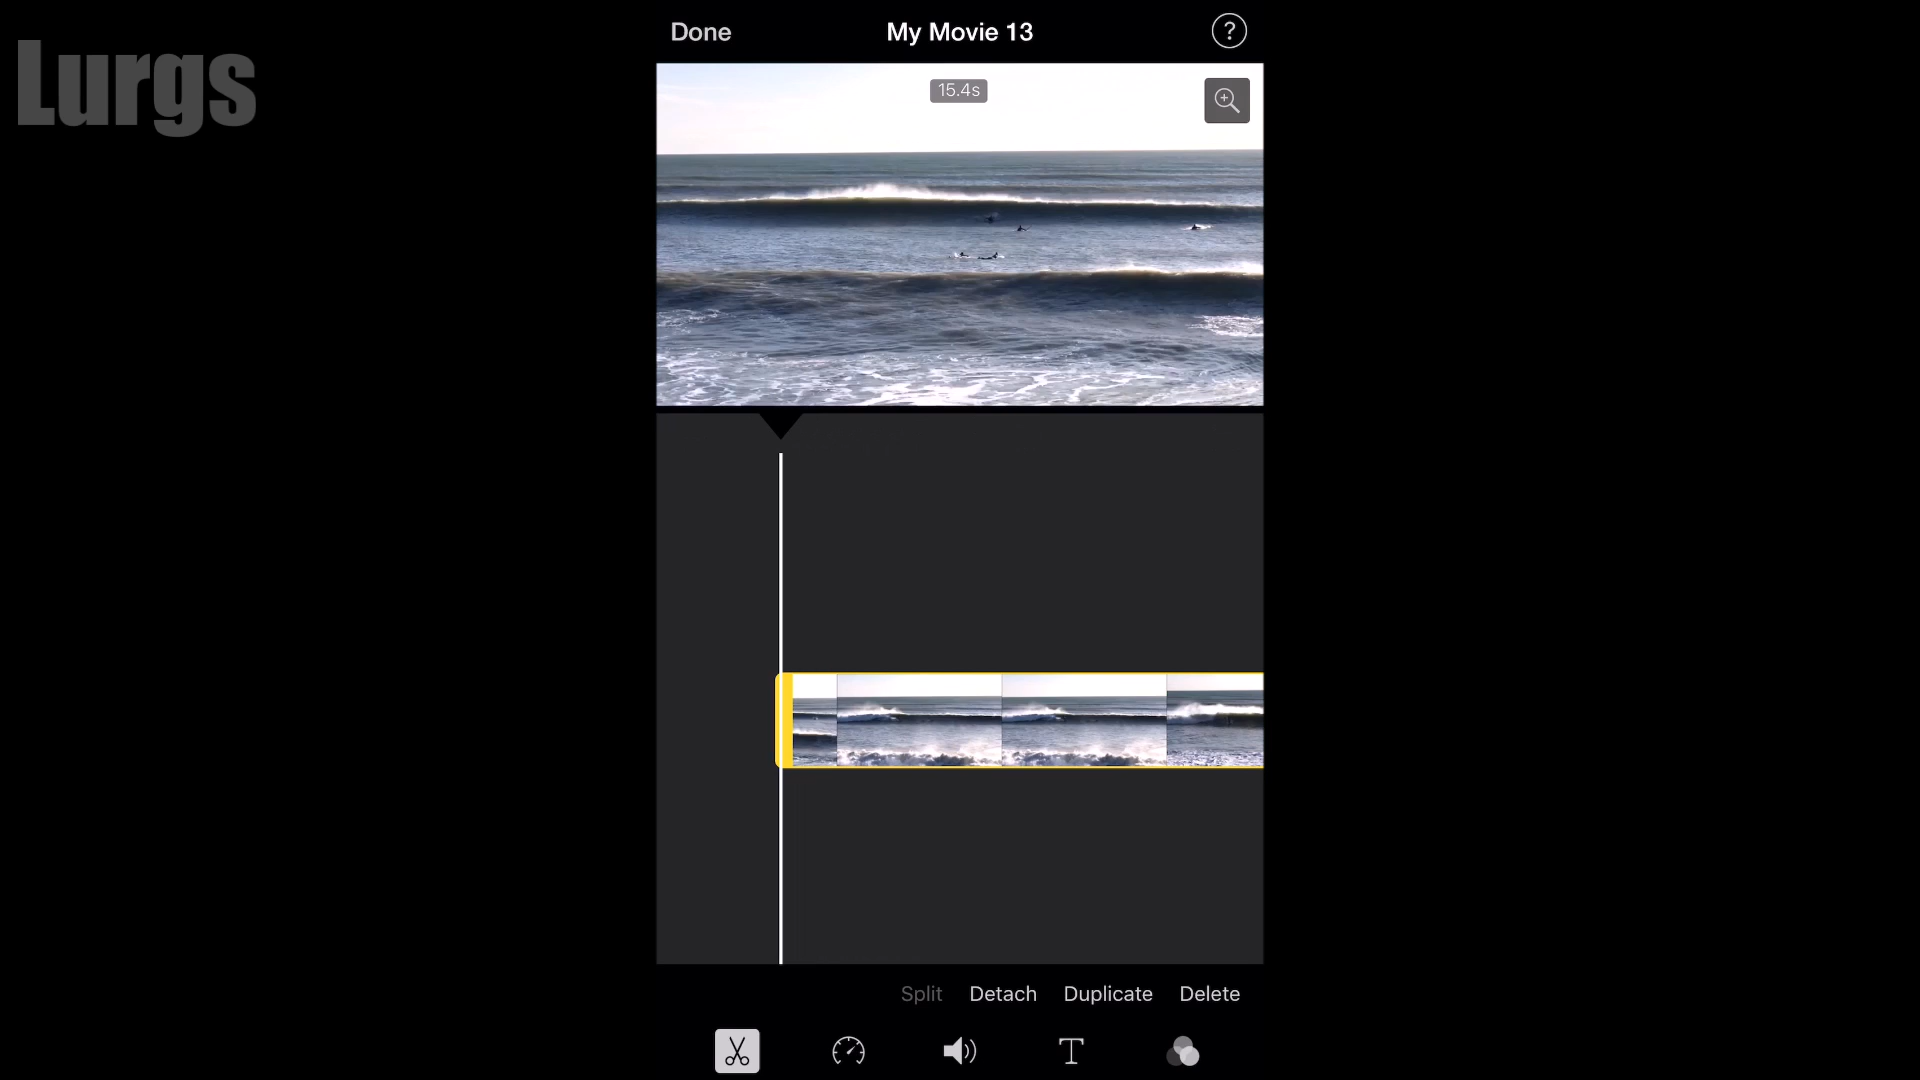 Lurgs
Done
My Movie 13
?
15.4s
Split
Detach
Duplicate
Delete
T